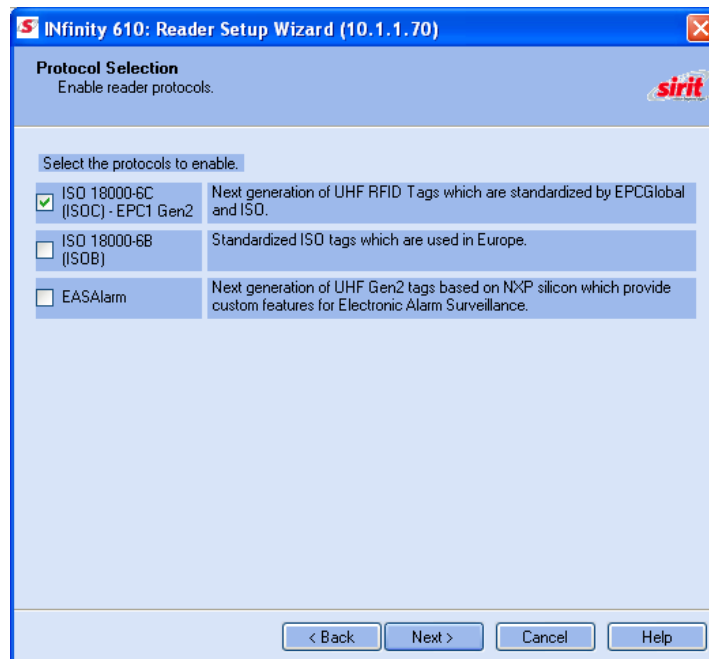 INfinity 610: Reader Setup Wizard (10.1.1.70)
Protocol Selection
Enable reader protocols.
sirit
Select the protocols to enable.
ISO 18000-6C
(ISOC) - EPC1 Gen2
Next generation of UHF RFID Tags which are standardized by EPCGlobal
and ISO.
ISO 18000-6B
(ISOB)
Standardized ISO tags which are used in Europe.
EASAlarm
Next generation of UHF Gen2 tags based on NXP silicon which provide
custom features for Electronic Alarm Surveillance.
< Back
Next >
Cancel
Help